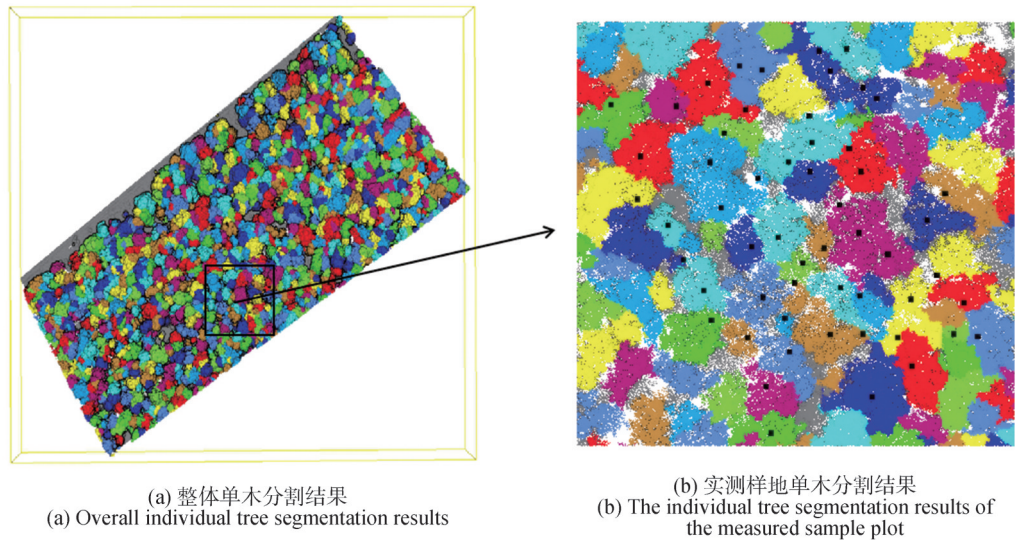 (a) 整体单木分割结果
(a) Overall individual tree segmentation results
(b) 实测样地单木分割结果
(b) The individual tree segmentation results of
the measured sample plot